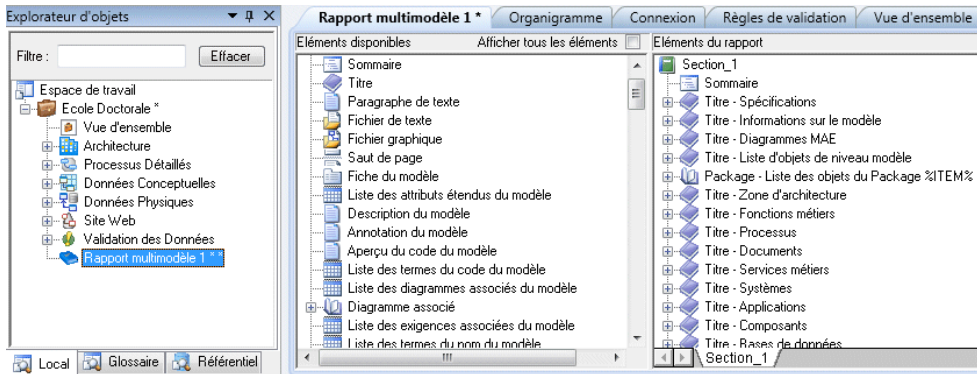 Explorateur d'objets
Filtre :
Effacer
Espace de travail
Ecole Doctorale *
Vue d'ensemble
Architecture
Processus Détaillés
Données Conceptuelles
Données Physiques
Site Web
Validation des Données
Rapport multimodèle 1 * *
Local
Glossaire
Référentiel
Rapport multimodèle 1 *
Organigramme
Connexion
Règles de validation
Vue d'ensemble
Eléments disponibles
Afficher tous les éléments
Sommaire
Titre
Paragraphe de texte
Fichier de texte
Fichier graphique
Saut de page
Fiche du modèle
Liste des attributs étendus du modèle
Description du modèle
Annotation du modèle
Aperçu du code du modèle
Liste des termes du code du modèle
Liste des diagrammes associés du modèle
Diagramme associé
Liste des exigences associées du modèle
Liste des termes du nom du modèle
Eléments du rapport
Section_1
Sommaire
Titre - Spécifications
Titre - Informations sur le modèle
Titre - Diagrammes MAE
Titre - Liste d'objets de niveau modèle
Package - Liste des objets du Package %ITEM%
Titre - Zone d'architecture
Titre - Fonctions métiers
Titre - Processus
Titre - Documents
Titre - Services métiers
Titre - Systèmes
Titre - Applications
Titre - Composants
Titre - Bases de données
Section_1